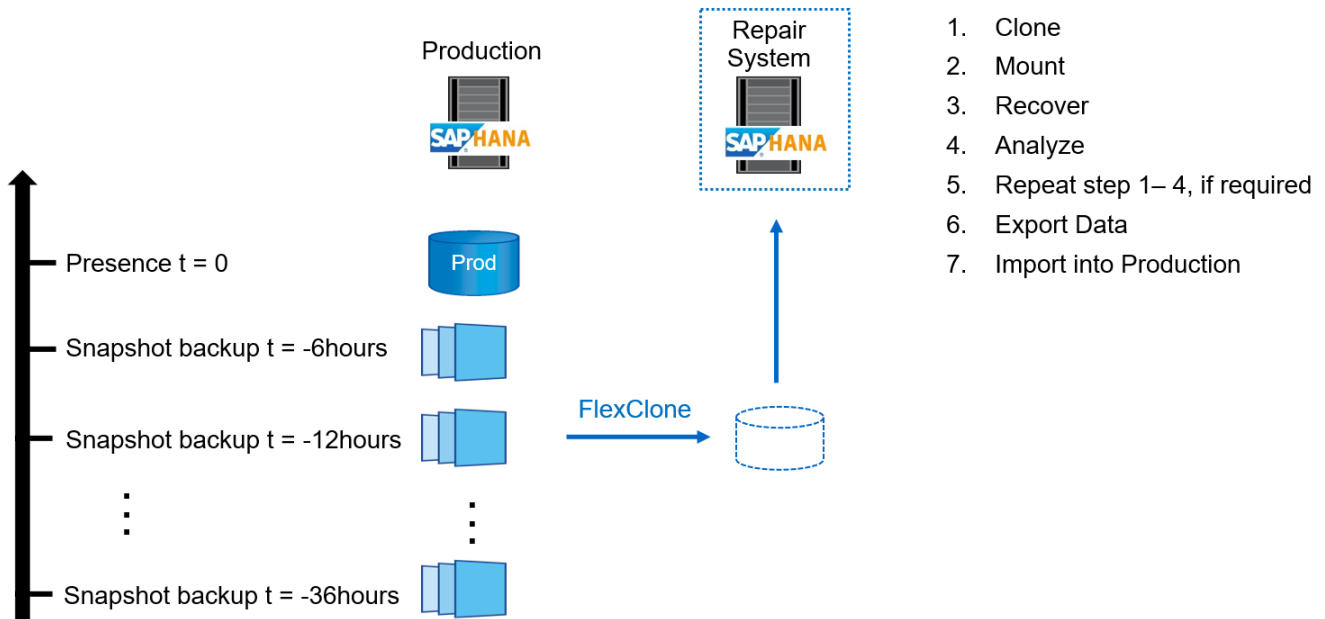 Production
SAP HANA
Repair
System
SAP HANA
1. Clone
2. Mount
3. Recover
4. Analyze
5. Repeat step 1– 4, if required
6. Export Data
7. Import into Production
Presence t = 0
Prod
Snapshot backup t = -6hours
Snapshot backup t = -12hours
FlexClone
Snapshot backup t = -36hours